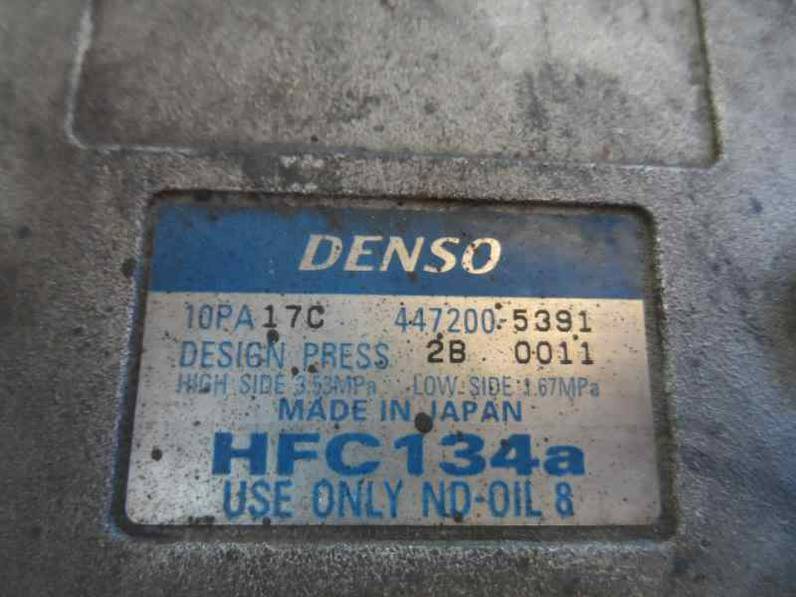 DENSO
10PA17C 447200-5391
DESIGN PRESS 2B 0011
HIGH SIDE 3.53MPa LOW SIDE 1.67MPa
MADE IN JAPAN
HFC134a
USE ONLY ND-OIL 8